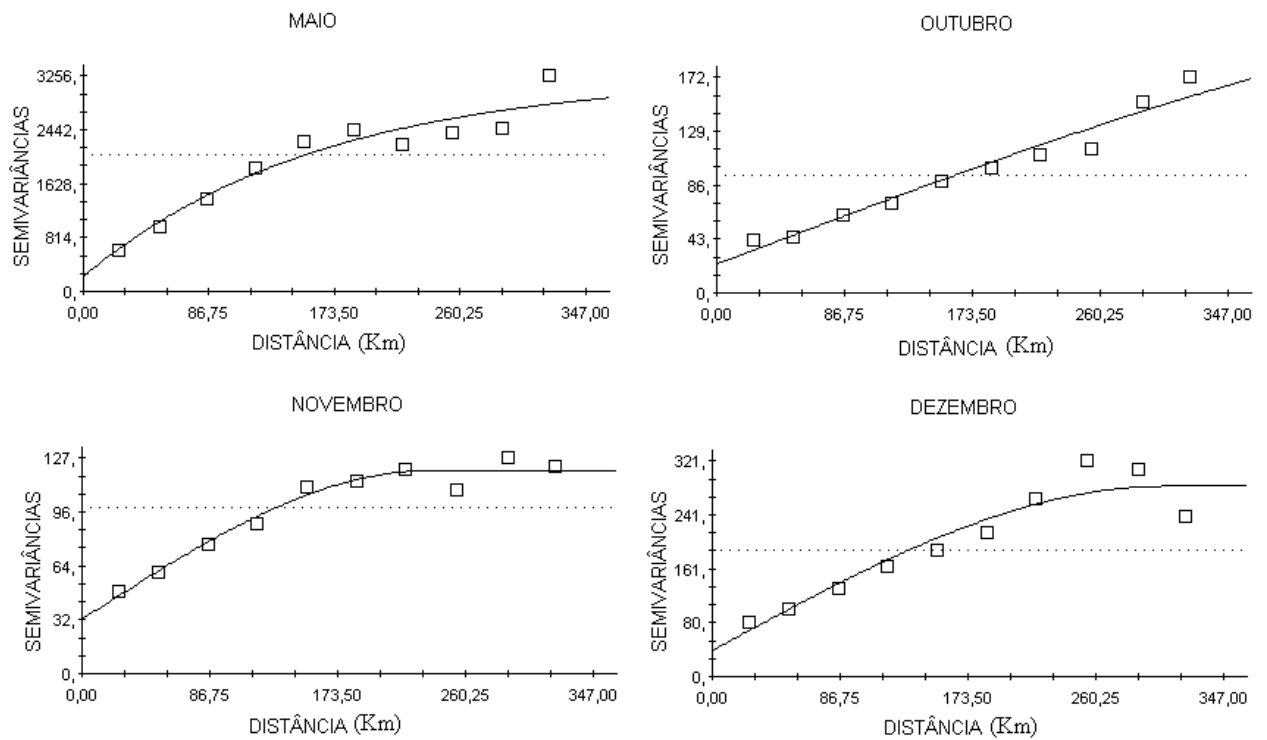 MAIO
SEMIVARIÂNCIAS
3256,
2442,
1628,
814,
0,
0,00 86,75 173,50 260,25 347,00
DISTÂNCIA (Km)
OUTUBRO
SEMIVARIÂNCIAS
172,
129,
86,
43,
0,
0,00 86,75 173,50 260,25 347,00
DISTÂNCIA (Km)
NOVEMBRO
SEMIVARIÂNCIAS
127,
96,
64,
32,
0,
0,00 86,75 173,50 260,25 347,00
DISTÂNCIA (Km)
DEZEMBRO
SEMIVARIÂNCIAS
321,
241,
161,
80,
0,
0,00 86,75 173,50 260,25 347,00
DISTÂNCIA (Km)